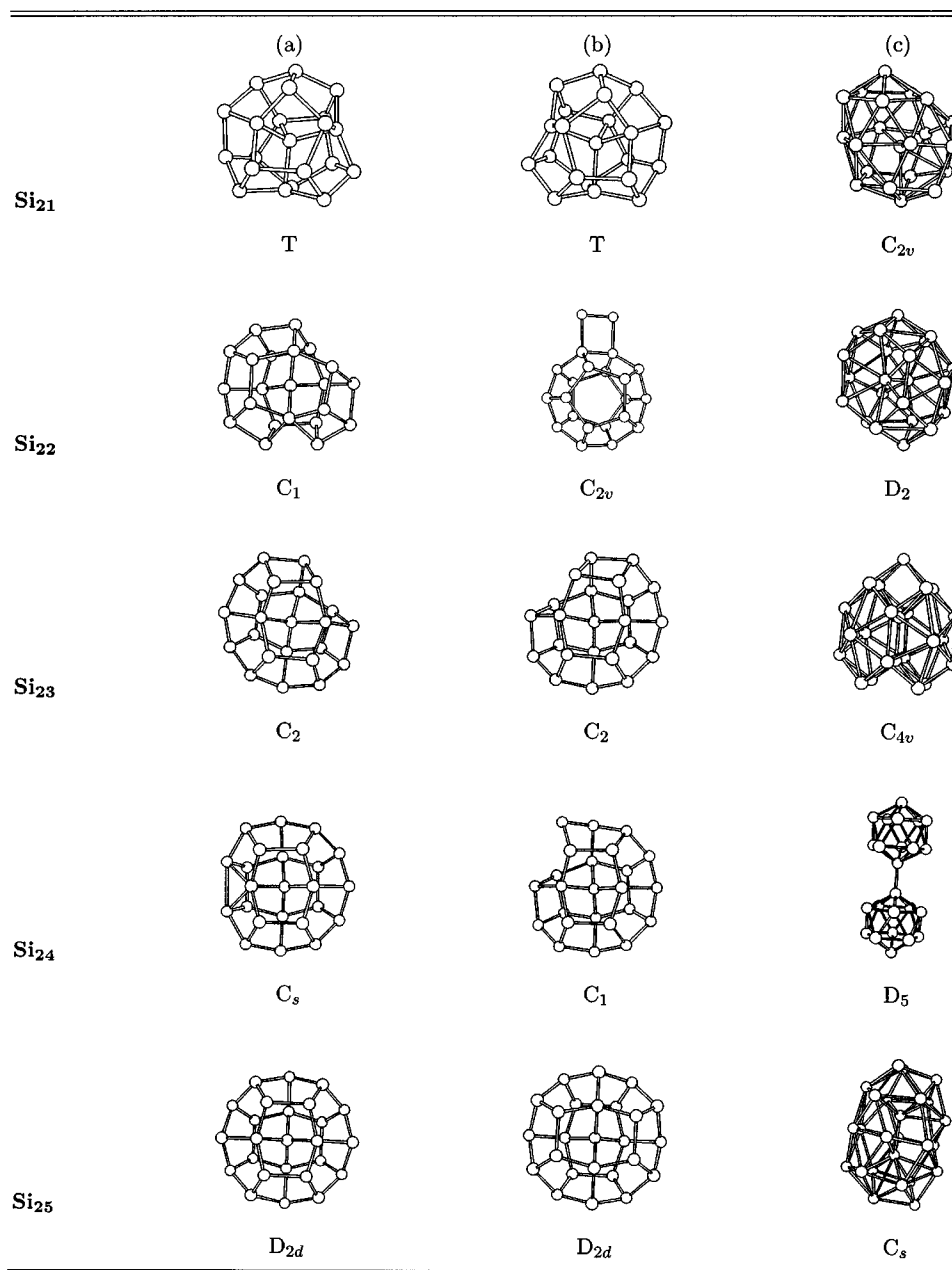 (a) (b) (c)
Si₂₁
T T C₂ᵥ
Si₂₂
C₁ C₂ᵥ D₂
Si₂₃
C₂ C₂ C₄ᵥ
Si₂₄
Cₛ C₁ D₅
Si₂₅
D₂d D₂d Cₛ